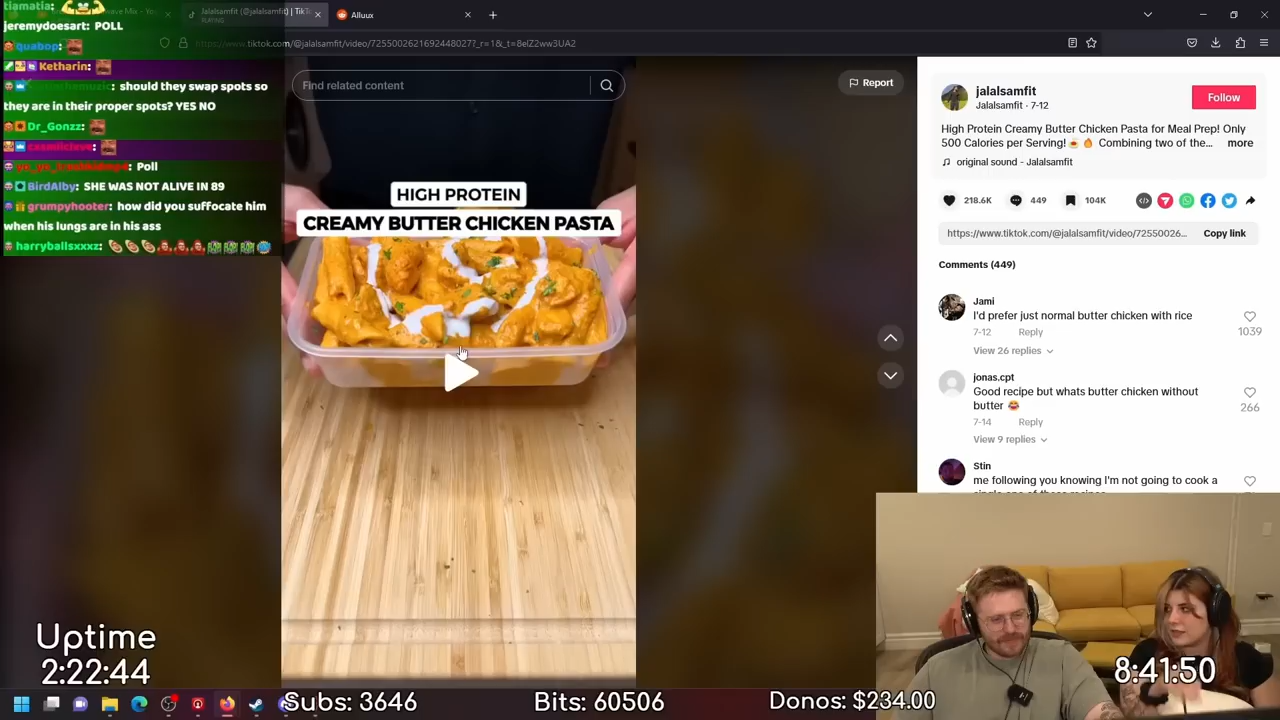 tiamatia:
jeremydoesart: POLL
quabop:
Ketharin:
should they swap spots so
they are in their proper spots? YES NO
Dr_Gonzz:
Poll
BirdAlby: SHE WAS NOT ALIVE IN 89
grumpyhooter: how did you suffocate him
when his lungs are in his ass
harryballsxxxz:
Jalalsamfit (@jalalsamfit) | TikT
PLAYING
Alluux
https://www.tiktok.com/@jalalsamfit/video/7255002621692448027?_r=1&_t=8elZ2ww3UA2
Find related content
Report
HIGH PROTEIN
CREAMY BUTTER CHICKEN PASTA
jalalsamfit
Jalalsamfit · 7-12
Follow
High Protein Creamy Butter Chicken Pasta for Meal Prep! Only
500 Calories per Serving! Combining two of the... more
original sound - Jalalsamfit
218.6K
449
104K
https://www.tiktok.com/@jalalsamfit/video/72550026...
Copy link
Comments (449)
Jami
I'd prefer just normal butter chicken with rice
7-12 Reply
1039
View 26 replies
jonas.cpt
Good recipe but whats butter chicken without
butter
266
7-14 Reply
View 9 replies
Stin
me following you knowing I'm not going to cook a
Uptime
2:22:44
8:41:50
Subs: 3646
Bits: 60506
Donos: $234.00